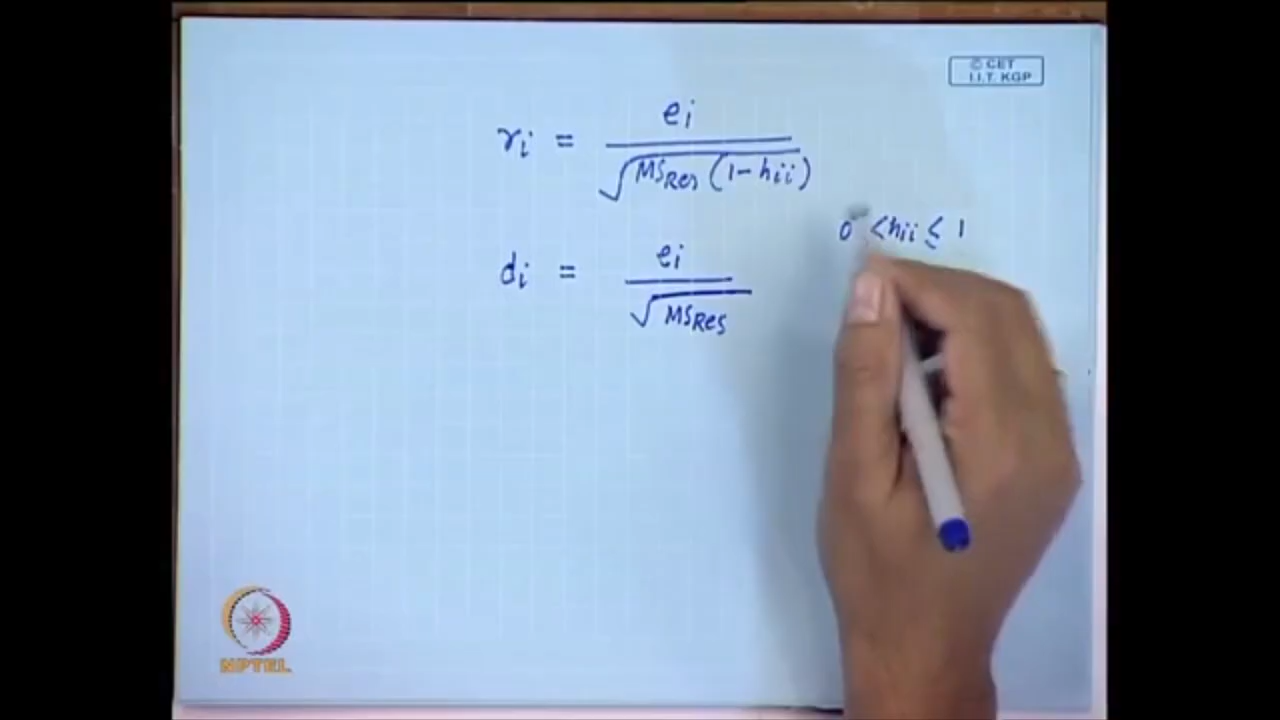 © CET
I.I.T. KGP
ri = ei / √MSRes (1 - hii)
0 < hii ≤ 1
di = ei / √MSRes
NPTEL